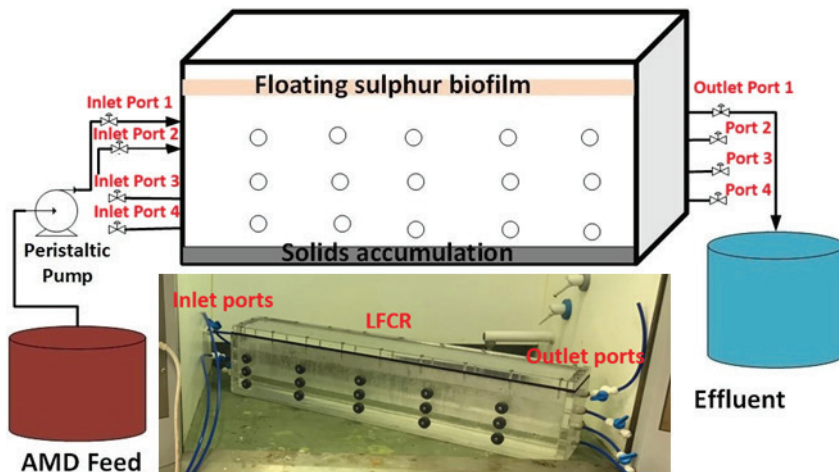 Floating sulphur biofilm
Inlet Port 1
Inlet Port 2
Inlet Port 3
Inlet Port 4
Peristaltic
Pump
Outlet Port 1
Port 2
Port 3
Port 4
Solids accumulation
Inlet ports
LFCR
Outlet ports
AMD Feed
Effluent